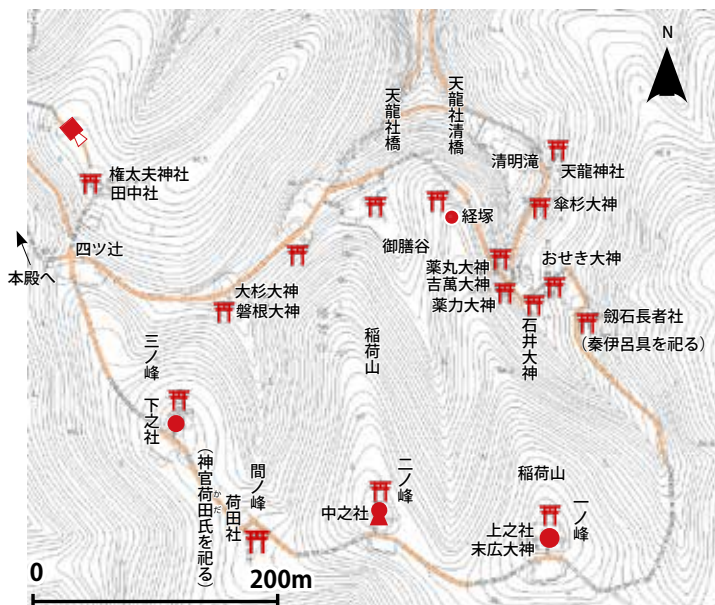 N
天龍社橋
天龍社清橋
清明滝
天龍神社
権太夫神社
田中社
傘杉大神
経塚
四ツ辻
御膳谷
本殿へ
薬丸大神
吉萬大神
おせき大神
大杉大神
磐根大神
薬力大神
石井大神
劔石長者社
(秦伊呂具を祀る)
三ノ峰
稲荷山
下之社
(神官荷田氏を祀る)
かだ
荷田社
間ノ峰
二ノ峰
中之社
稲荷山
一ノ峰
上之社
末広大神
0
200m